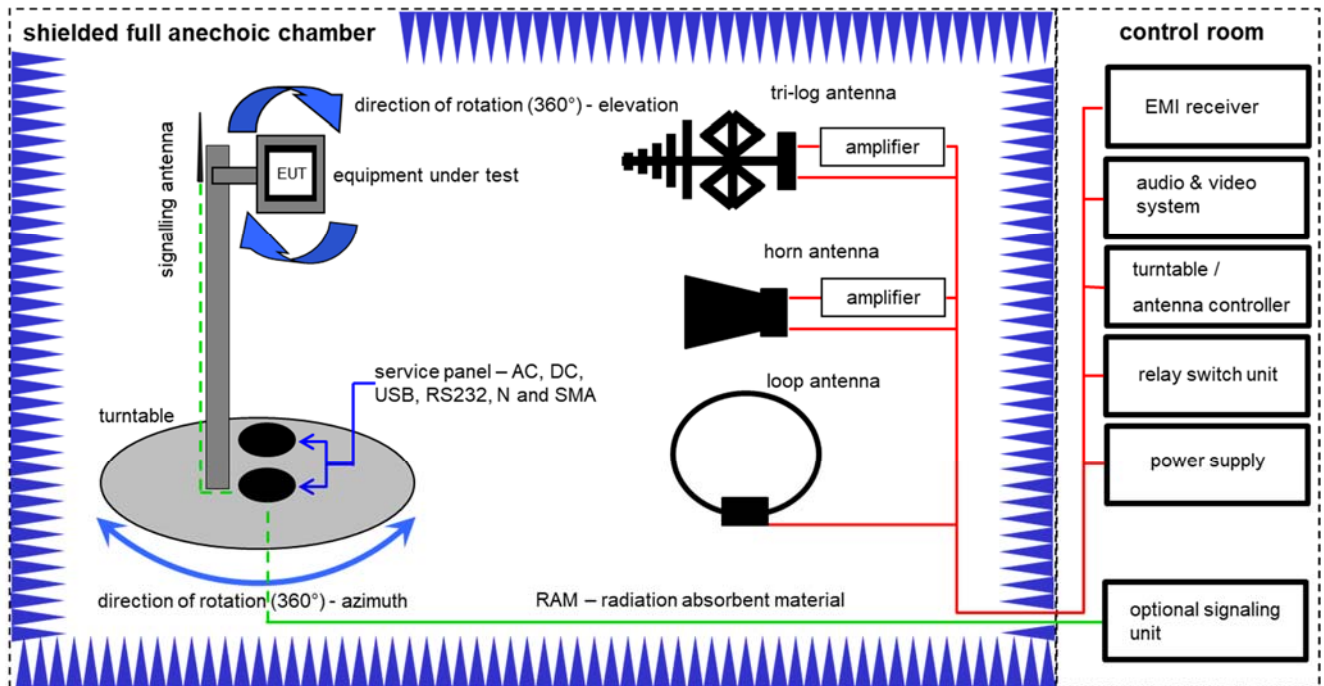 shielded full anechoic chamber
control room
direction of rotation (360°) - elevation
signalling antenna
EUT
equipment under test
tri-log antenna
amplifier
horn antenna
amplifier
loop antenna
service panel – AC, DC,
USB, RS232, N and SMA
turntable
direction of rotation (360°) - azimuth
RAM – radiation absorbent material
EMI receiver
audio & video
system
turntable /
antenna controller
relay switch unit
power supply
optional signaling
unit